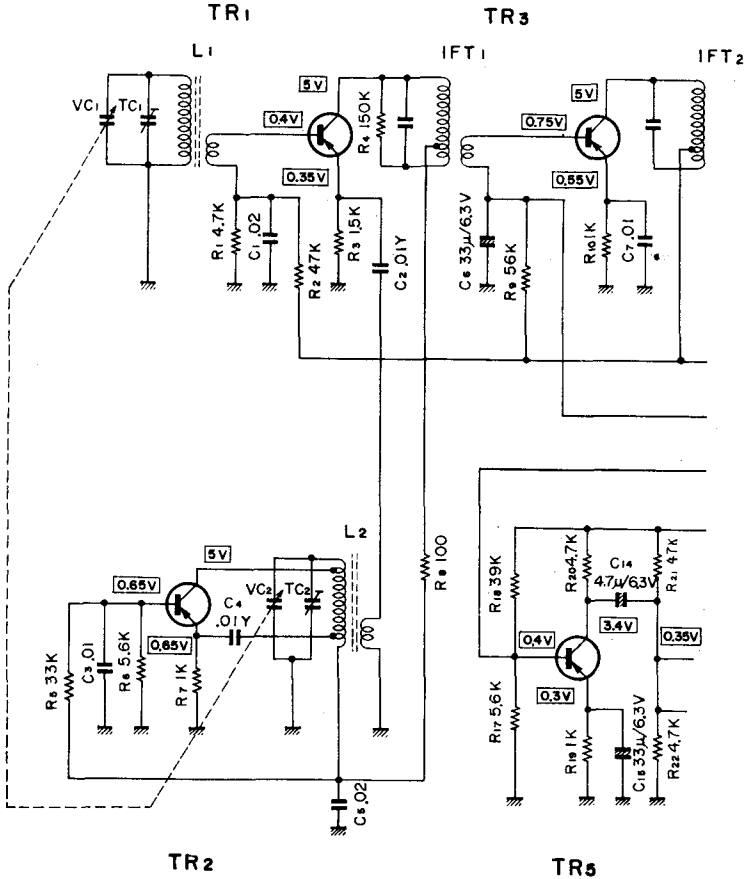 TR1
TR3
L1
IFT1
IFT2
VC1
TC1
5V
0.4V
R4 150K
0.35V
R1 4.7K
C1 .02
R2 47K
R3 1.5K
C2 .01Y
5V
0.75V
0.55V
C6 33μ/6.3V
R9 56K
R10 1K
C7 .01
L2
5V
0.65V
VC2
TC2
C4
.01Y
0.65V
R5 33K
C3 .01
R6 5.6K
R7 1K
R8 100
C5 .02
R18 39K
R20 4.7K
C14
4.7μ/6.3V
R21 47K
3.4V
0.4V
0.35V
0.3V
R17 5.6K
R19 1K
C15 33μ/6.3V
R22 4.7K
TR2
TR5